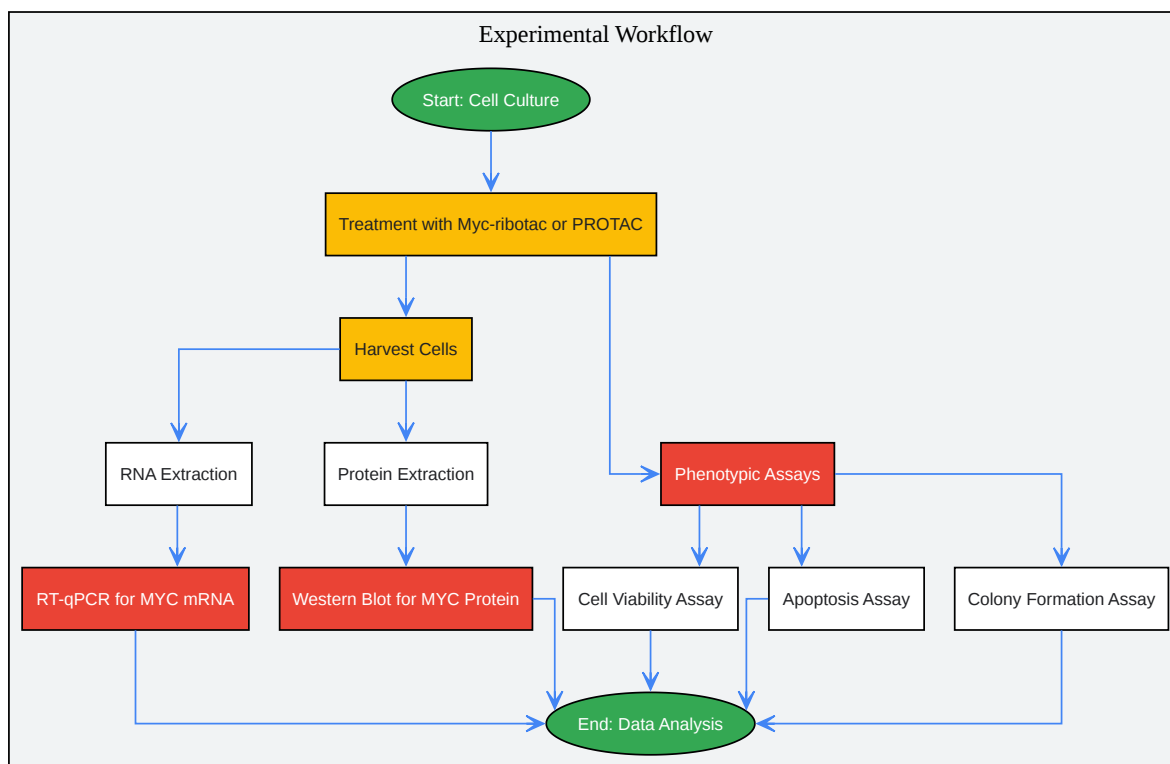 Experimental Workflow
Start: Cell Culture
Treatment with Myc-ribotac or PROTAC
Harvest Cells
RNA Extraction
Protein Extraction
Phenotypic Assays
RT-qPCR for MYC mRNA
Western Blot for MYC Protein
Cell Viability Assay
Apoptosis Assay
Colony Formation Assay
End: Data Analysis